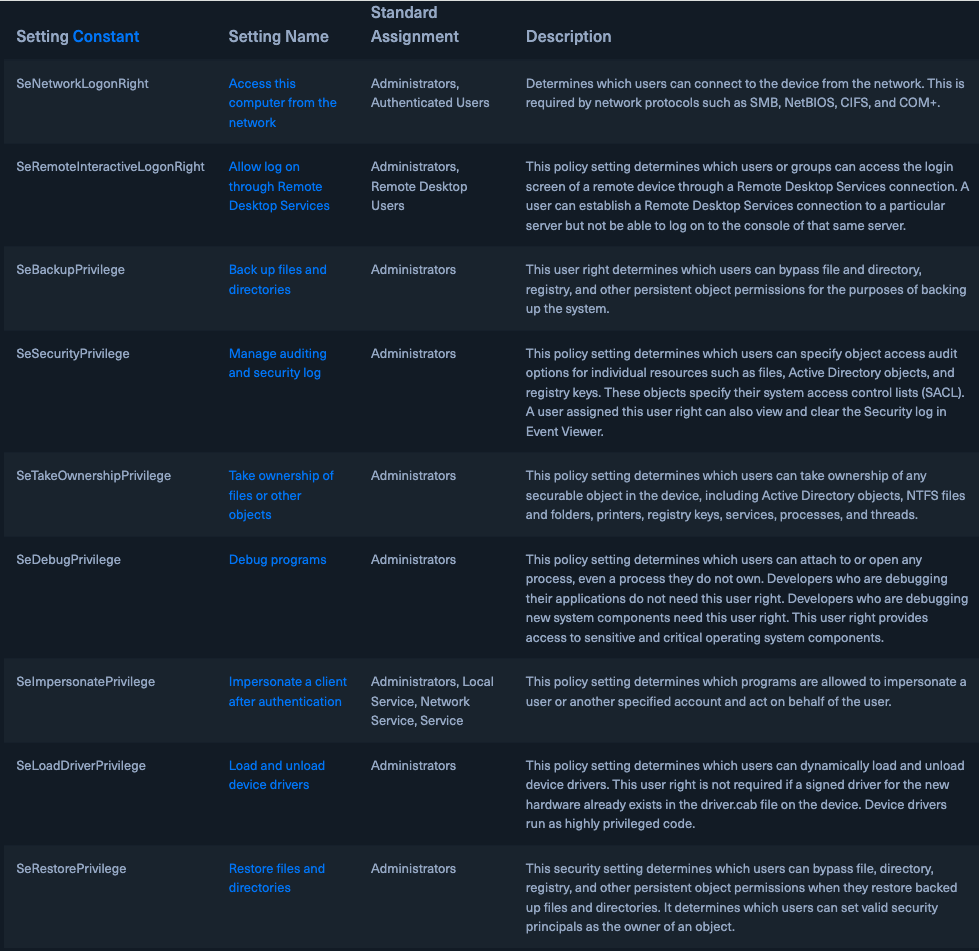 Setting Constant
Setting Name
Standard
Assignment
Description
SeNetworkLogonRight
Access this
computer from the
network
Administrators,
Authenticated Users
Determines which users can connect to the device from the network. This is
required by network protocols such as SMB, NetBIOS, CIFS, and COM+.
SeRemoteInteractiveLogonRight
Allow log on
through Remote
Desktop Services
Administrators,
Remote Desktop
Users
This policy setting determines which users or groups can access the login
screen of a remote device through a Remote Desktop Services connection. A
user can establish a Remote Desktop Services connection to a particular
server but not be able to log on to the console of that same server.
SeBackupPrivilege
Back up files and
directories
Administrators
This user right determines which users can bypass file and directory,
registry, and other persistent object permissions for the purposes of backing
up the system.
SeSecurityPrivilege
Manage auditing
and security log
Administrators
This policy setting determines which users can specify object access audit
options for individual resources such as files, Active Directory objects, and
registry keys. These objects specify their system access control lists (SACL).
A user assigned this user right can also view and clear the Security log in
Event Viewer.
SeTakeOwnershipPrivilege
Take ownership of
files or other
objects
Administrators
This policy setting determines which users can take ownership of any
securable object in the device, including Active Directory objects, NTFS files
and folders, printers, registry keys, services, processes, and threads.
SeDebugPrivilege
Debug programs
Administrators
This policy setting determines which users can attach to or open any
process, even a process they do not own. Developers who are debugging
their applications do not need this user right. Developers who are debugging
new system components need this user right. This user right provides
access to sensitive and critical operating system components.
SeImpersonatePrivilege
Impersonate a client
after authentication
Administrators, Local
Service, Network
Service, Service
This policy setting determines which programs are allowed to impersonate a
user or another specified account and act on behalf of the user.
SeLoadDriverPrivilege
Load and unload
device drivers
Administrators
This policy setting determines which users can dynamically load and unload
device drivers. This user right is not required if a signed driver for the new
hardware already exists in the driver.cab file on the device. Device drivers
run as highly privileged code.
SeRestorePrivilege
Restore files and
directories
Administrators
This security setting determines which users can bypass file, directory,
registry, and other persistent object permissions when they restore backed
up files and directories. It determines which users can set valid security
principals as the owner of an object.